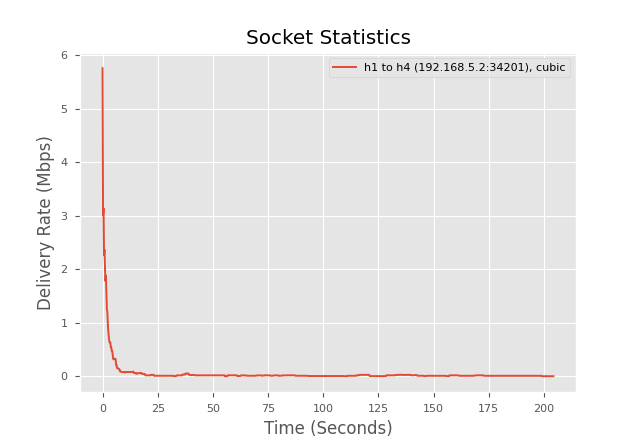 Socket Statistics
h1 to h4 (192.168.5.2:34201), cubic
Delivery Rate (Mbps)
6
5
4
3
2
1
0
0 25 50 75 100 125 150 175 200
Time (Seconds)